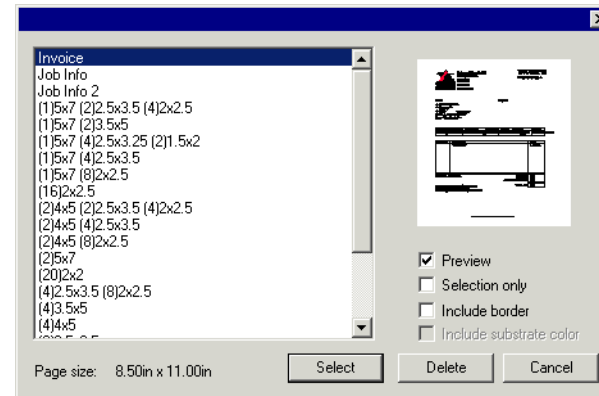 Invoice
Job Info
Job Info 2
(1)5x7 (2)2.5x3.5 (4)2x2.5
(1)5x7 (2)3.5x5
(1)5x7 (4)2.5x3.25 (2)1.5x2
(1)5x7 (4)2.5x3.5
(1)5x7 (8)2x2.5
(16)2x2.5
(2)4x5 (2)2.5x3.5 (4)2x2.5
(2)4x5 (4)2.5x3.5
(2)4x5 (8)2x2.5
(2)5x7
(20)2x2
(4)2.5x3.5 (8)2x2.5
(4)3.5x5
(4)4x5
Preview
Selection only
Include border
Include substrate color
Page size: 8.50in x 11.00in
Select
Delete
Cancel